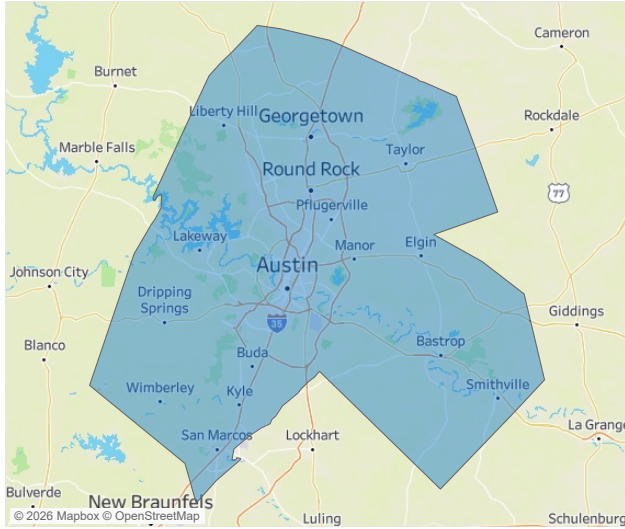 Cameron
Burnet
Liberty Hill
Georgetown
Rockdale
Marble Falls
Taylor
Round Rock
77
Pflugerville
Lakeway
Manor
Elgin
Austin
Johnson City
Dripping
Springs
35
Giddings
Blanco
Buda
Bastrop
Wimberley
Kyle
Smithville
San Marcos
Lockhart
La Grange
Bulverde
New Braunfels
Luling
Schulenburg
© 2026 Mapbox © OpenStreetMap